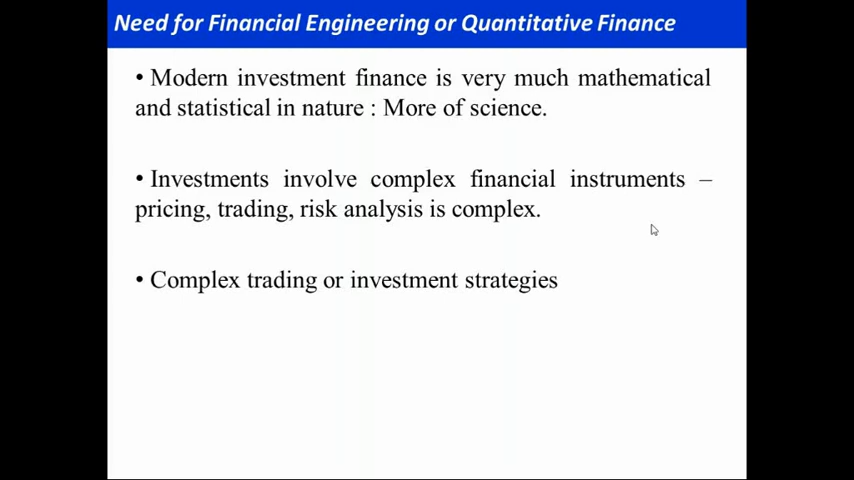 Need for Financial Engineering or Quantitative Finance
• Modern investment finance is very much mathematical
and statistical in nature : More of science.
• Investments involve complex financial instruments –
pricing, trading, risk analysis is complex.
• Complex trading or investment strategies